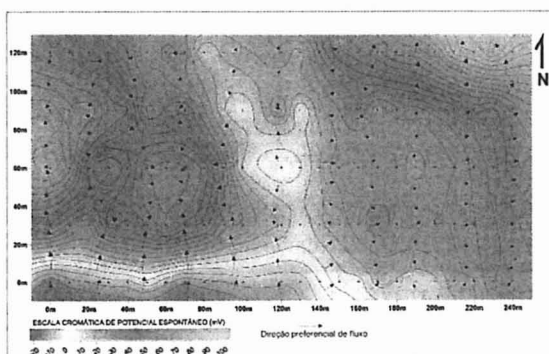 120m
100m
80m
60m
40m
20m
0m
N
0m 20m 40m 60m 80m 100m 120m 140m 160m 180m 200m 220m 240m
ESCALA CROMÁTICA DE POTENCIAL ESPONTÂNEO (mV)
Direção preferencial de fluxo